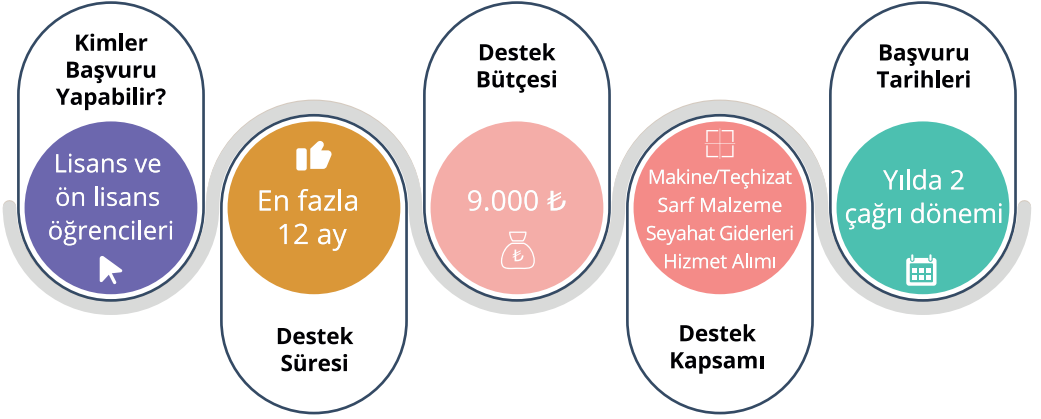 Kimler
Başvuru
Yapabilir?
Lisans ve
ön lisans
öğrencileri
En fazla
12 ay
Destek
Süresi
Destek
Bütçesi
9.000 ₺
₺
Makine/Teçhizat
Sarf Malzeme
Seyahat Giderleri
Hizmet Alımı
Destek
Kapsamı
Başvuru
Tarihleri
Yılda 2
çağrı dönemi